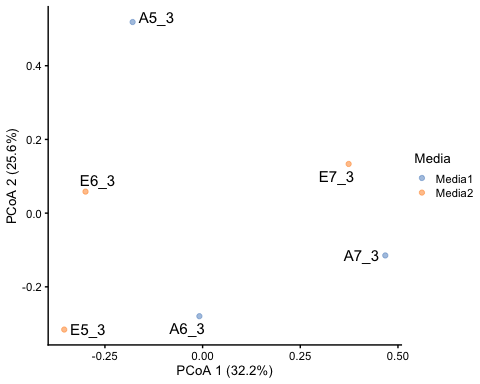 A5_3
E6_3
E7_3
A7_3
E5_3
A6_3
0.4
0.2
0.0
-0.2
PCoA 2 (25.6%)
-0.25
0.00
0.25
0.50
PCoA 1 (32.2%)
Media
Media1
Media2